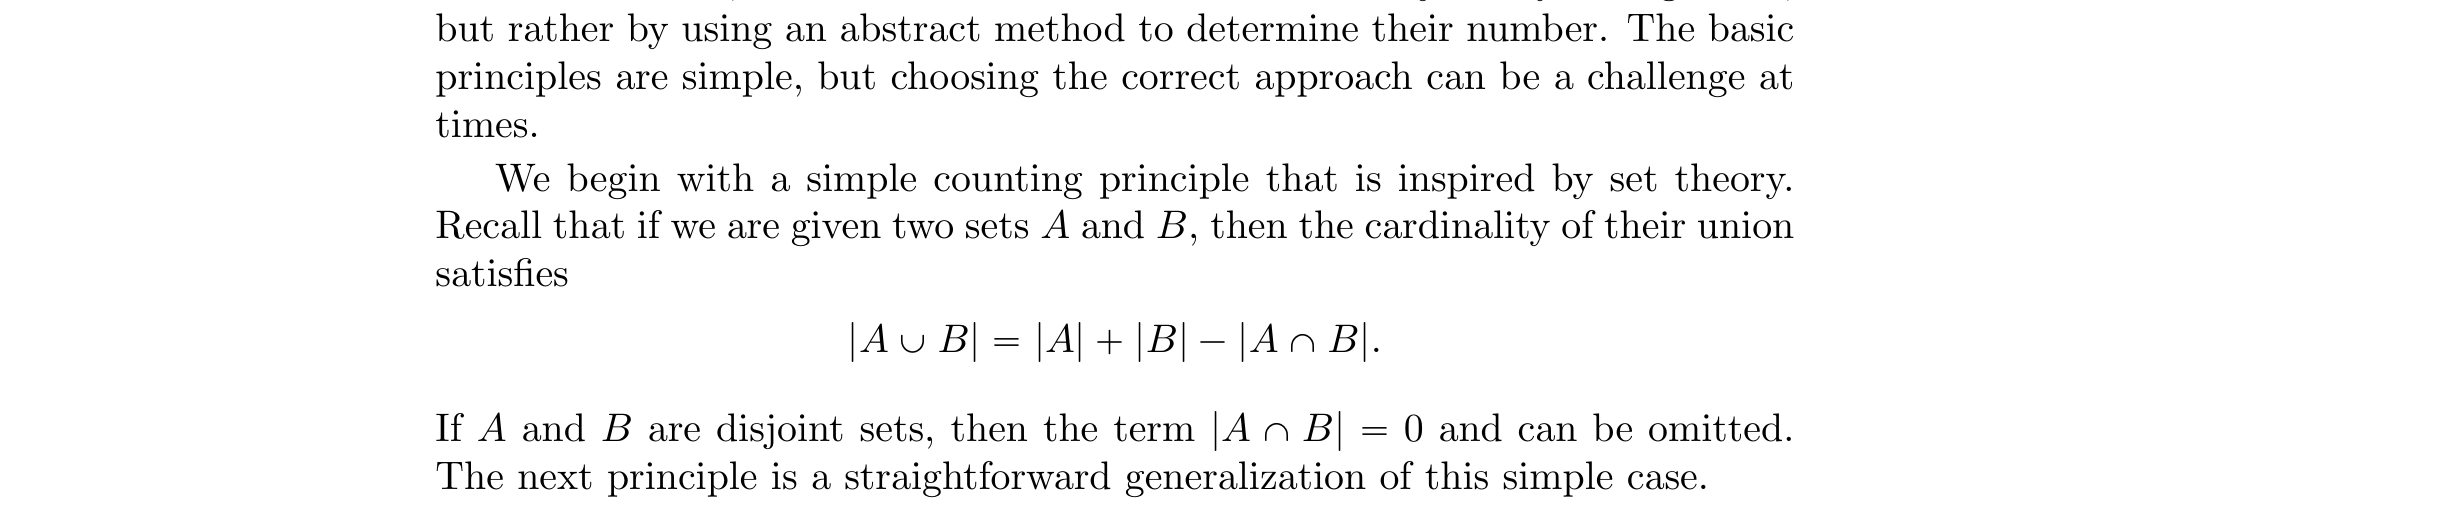 but rather by using an abstract method to determine their number. The basic
principles are simple, but choosing the correct approach can be a challenge at
times.
We begin with a simple counting principle that is inspired by set theory.
Recall that if we are given two sets A and B, then the cardinality of their union
satisfies
|A ∪ B| = |A| + |B| − |A ∩ B|.
If A and B are disjoint sets, then the term |A ∩ B| = 0 and can be omitted.
The next principle is a straightforward generalization of this simple case.